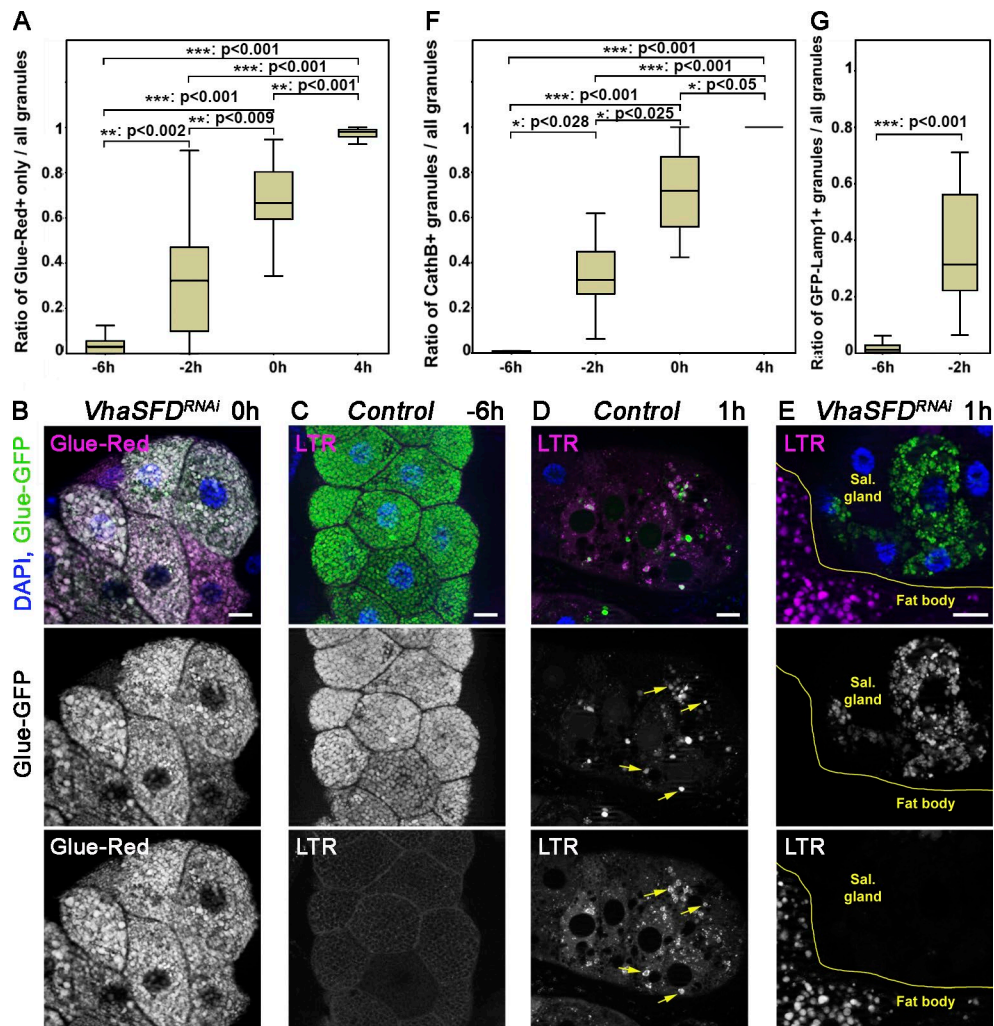 A
Ratio of Glue-Red+ only / all granules
***: p<0.001
***: p<0.001
***: p<0.001
**: p<0.001
**: p<0.009
**: p<0.002
1
0.8
0.6
0.4
0.2
0
-6h
-2h
0h
4h
F
Ratio of CathB+ granules / all granules
***: p<0.001
***: p<0.001
***: p<0.001
*: p<0.05
*: p<0.025
*: p<0.028
1
0.8
0.6
0.4
0.2
0
-6h
-2h
0h
4h
G
Ratio of GFP-Lamp1+ granules / all granules
***: p<0.001
1
0.8
0.6
0.4
0.2
0
-6h
-2h
B VhaSFD^RNAi 0h
C Control -6h
D Control 1h
E VhaSFD^RNAi 1h
DAPI, Glue-GFP
Glue-Red
LTR
LTR
LTR
Sal.
gland
Fat body
Glue-GFP
Sal.
gland
Fat body
Glue-Red
LTR
LTR
LTR
Sal.
gland
Fat body